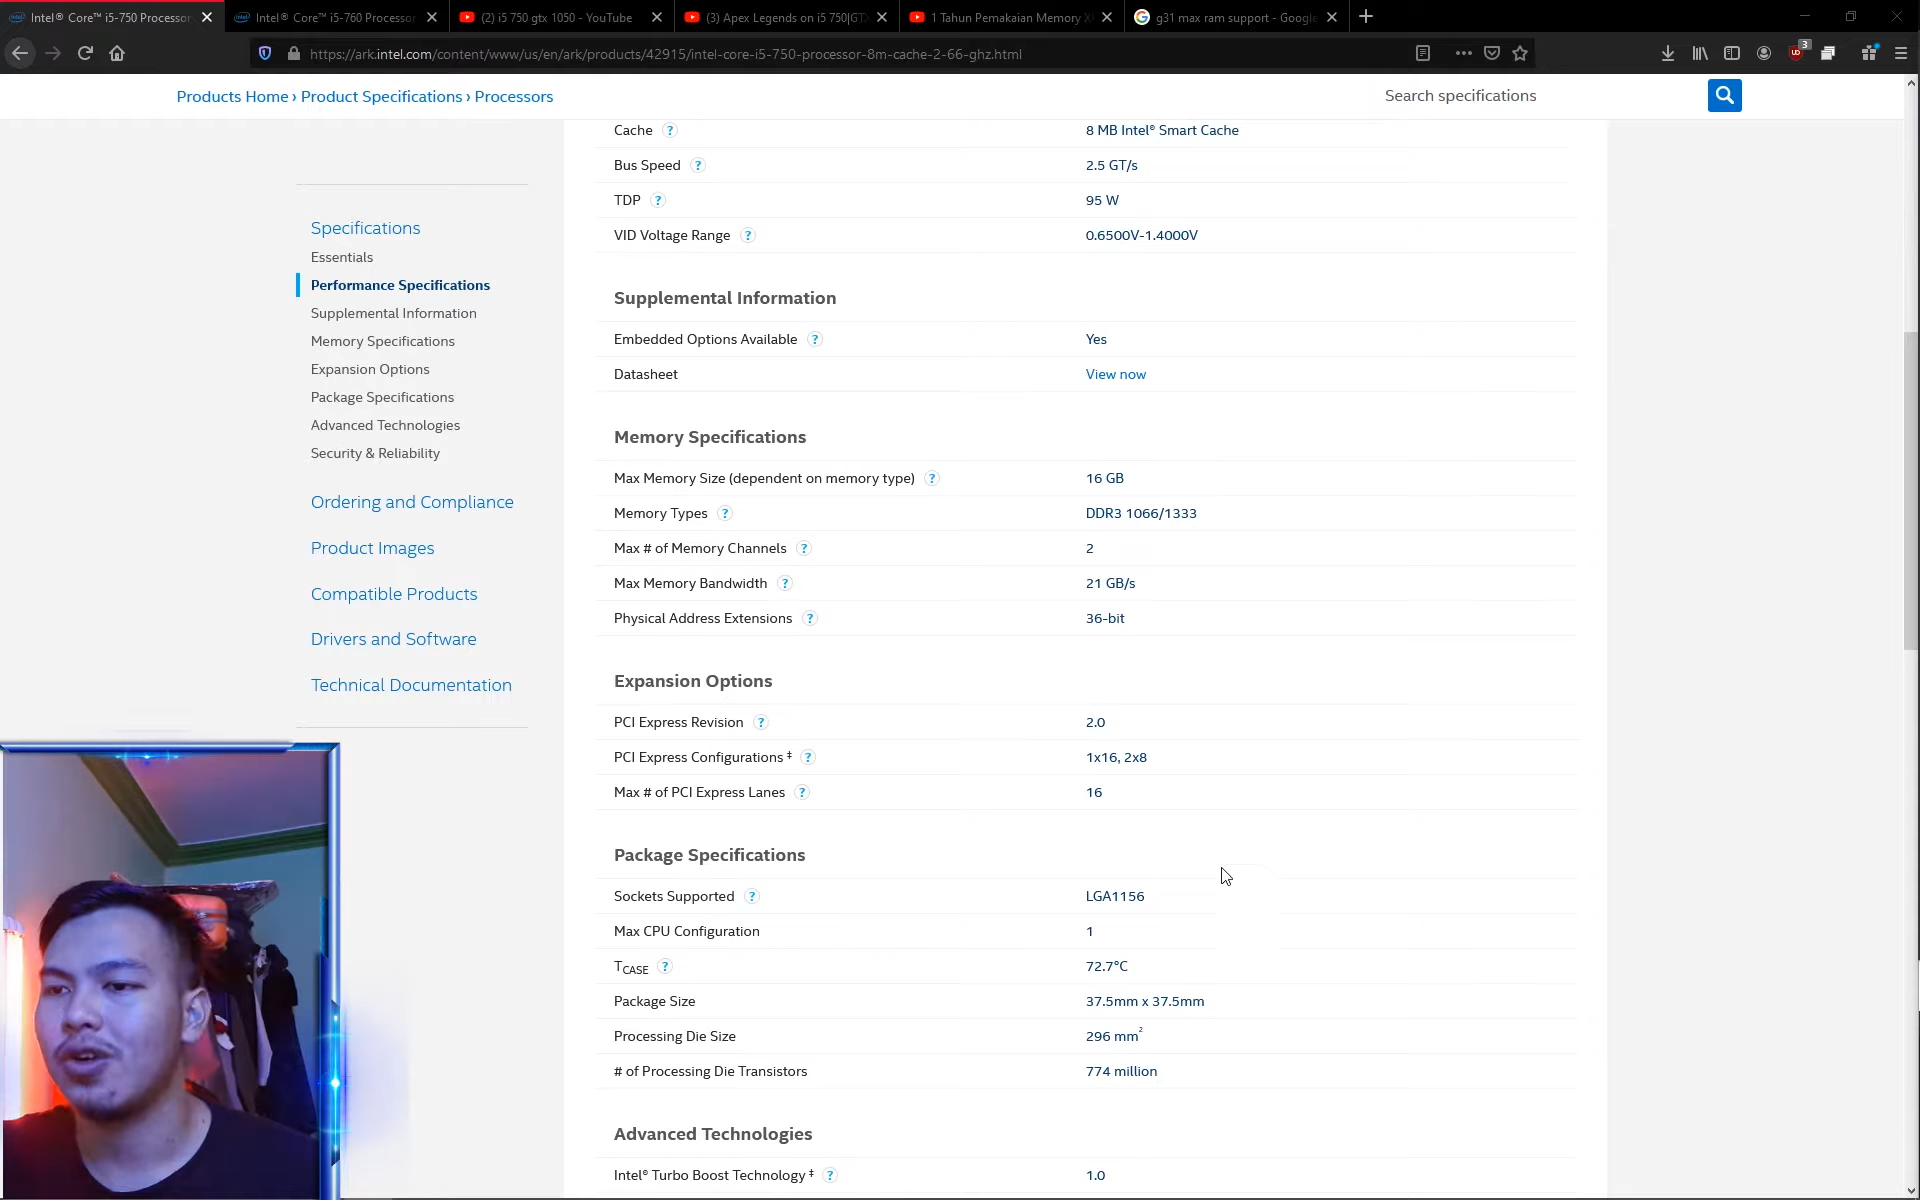 Intel® Core™ i5-750 Processor
Intel® Core™ i5-760 Processor
(2) i5 750 gtx 1050 - YouTube
(3) Apex Legends on i5 750|GT
1 Tahun Pemakaian Memory X
g31 max ram support - Google
https://ark.intel.com/content/www/us/en/ark/products/42915/intel-core-i5-750-processor-8m-cache-2-66-ghz.html
3
Products Home › Product Specifications › Processors
Search specifications
Cache ? 8 MB Intel® Smart Cache
Bus Speed ? 2.5 GT/s
TDP ? 95 W
VID Voltage Range ? 0.6500V-1.4000V
Specifications
Essentials
Performance Specifications
Supplemental Information
Memory Specifications
Expansion Options
Package Specifications
Advanced Technologies
Security & Reliability
Ordering and Compliance
Product Images
Compatible Products
Drivers and Software
Technical Documentation
Supplemental Information
Embedded Options Available ? Yes
Datasheet View now
Memory Specifications
Max Memory Size (dependent on memory type) ? 16 GB
Memory Types ? DDR3 1066/1333
Max # of Memory Channels ? 2
Max Memory Bandwidth ? 21 GB/s
Physical Address Extensions ? 36-bit
Expansion Options
PCI Express Revision ? 2.0
PCI Express Configurations ‡ ? 1x16, 2x8
Max # of PCI Express Lanes ? 16
Package Specifications
Sockets Supported ? LGA1156
Max CPU Configuration 1
TCASE ? 72.7°C
Package Size 37.5mm x 37.5mm
Processing Die Size 296 mm²
# of Processing Die Transistors 774 million
Advanced Technologies
Intel® Turbo Boost Technology ‡ ? 1.0